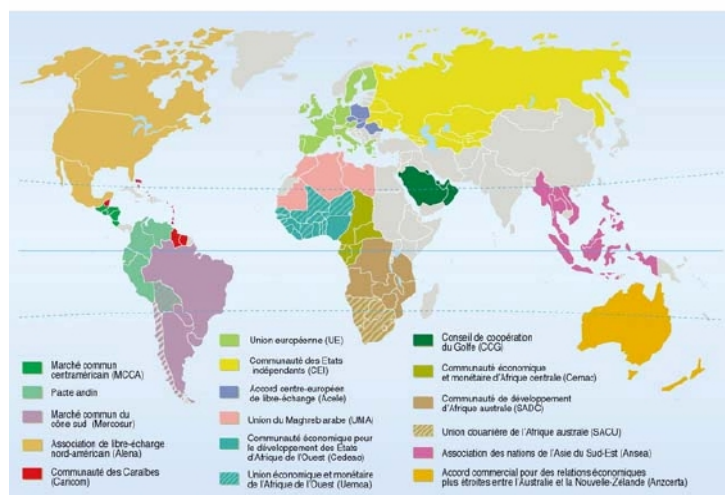 Marché commun
centraméricain (MCCA)
Pacte andin
Marché commun du
cône sud (Mercosur)
Association de libre-échange
nord-américain (Alena)
Communauté des Caraïbes
(Caricom)
Union européenne (UE)
Communauté des Etats
indépendants (CEI)
Accord centre-européen
de libre-échange (Acele)
Union du Maghreb arabe (UMA)
Communauté économique pour
le développement des Etats
d'Afrique de l'Ouest (Cedeao)
Union économique et monétaire
de l'Afrique de l'Ouest (Uemoa)
Conseil de coopération
du Golfe (CCG)
Communauté économique
et monétaire d'Afrique centrale (Cemac)
Communauté de développement
d'Afrique australe (SADC)
Union douanière de l'Afrique australe (SACU)
Association des nations de l'Asie du Sud-Est (Ansea)
Accord commercial pour des relations économiques
plus étroites entre l'Australie et la Nouvelle-Zélande (Anzcerta)